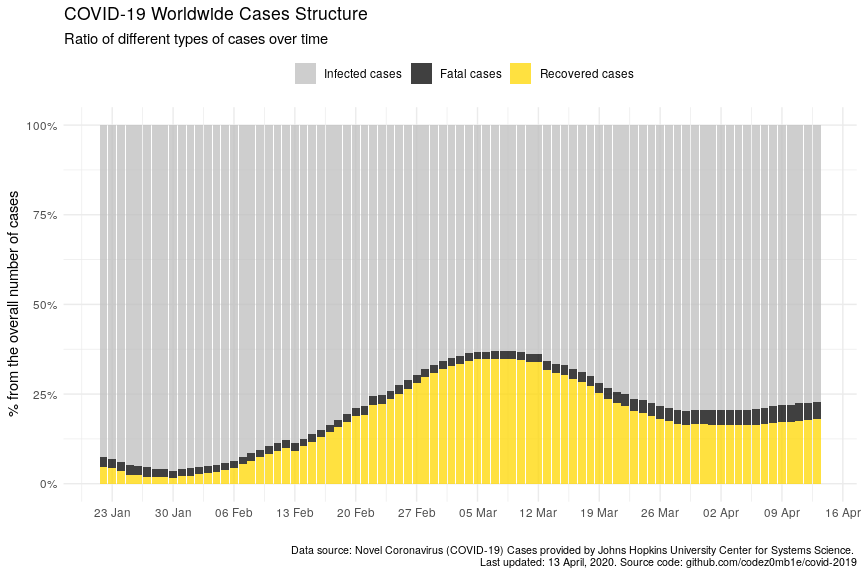 COVID-19 Worldwide Cases Structure
Ratio of different types of cases over time
Infected cases Fatal cases Recovered cases
% from the overall number of cases
100%
75%
50%
25%
0%
23 Jan 30 Jan 06 Feb 13 Feb 20 Feb 27 Feb 05 Mar 12 Mar 19 Mar 26 Mar 02 Apr 09 Apr 16 Apr
Data source: Novel Coronavirus (COVID-19) Cases provided by Johns Hopkins University Center for Systems Science.
Last updated: 13 April, 2020. Source code: github.com/codez0mb1e/covid-2019